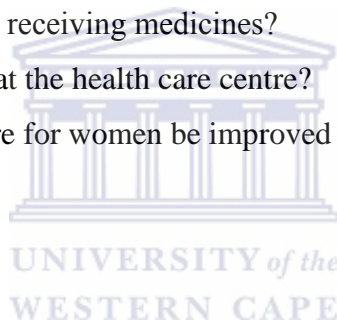 receiving medicines?
at the health care centre?
re for women be improved
UNIVERSITY of the
WESTERN CAPE